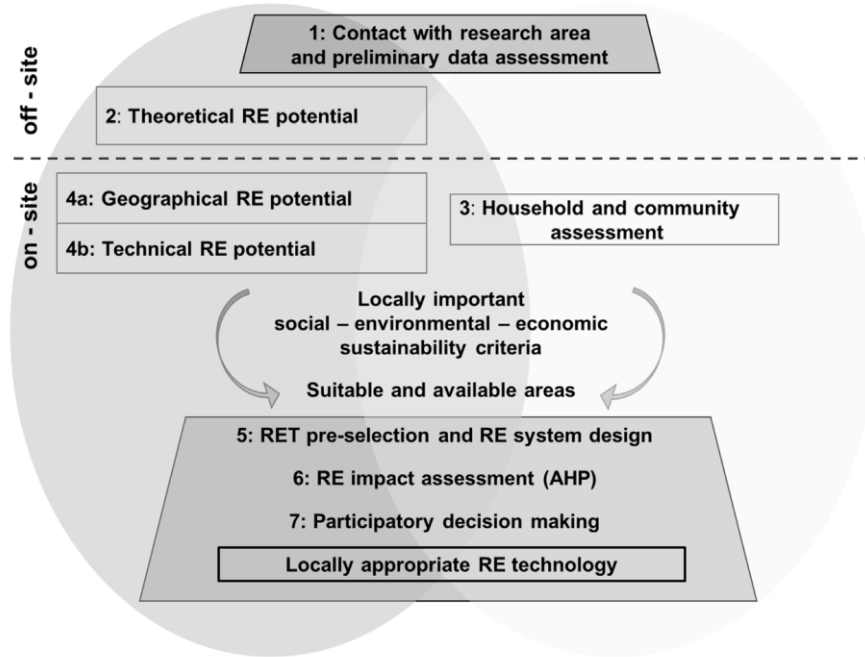 1: Contact with research area
and preliminary data assessment
off - site
2: Theoretical RE potential
on - site
4a: Geographical RE potential
4b: Technical RE potential
3: Household and community
assessment
Locally important
social – environmental – economic
sustainability criteria
Suitable and available areas
5: RET pre-selection and RE system design
6: RE impact assessment (AHP)
7: Participatory decision making
Locally appropriate RE technology